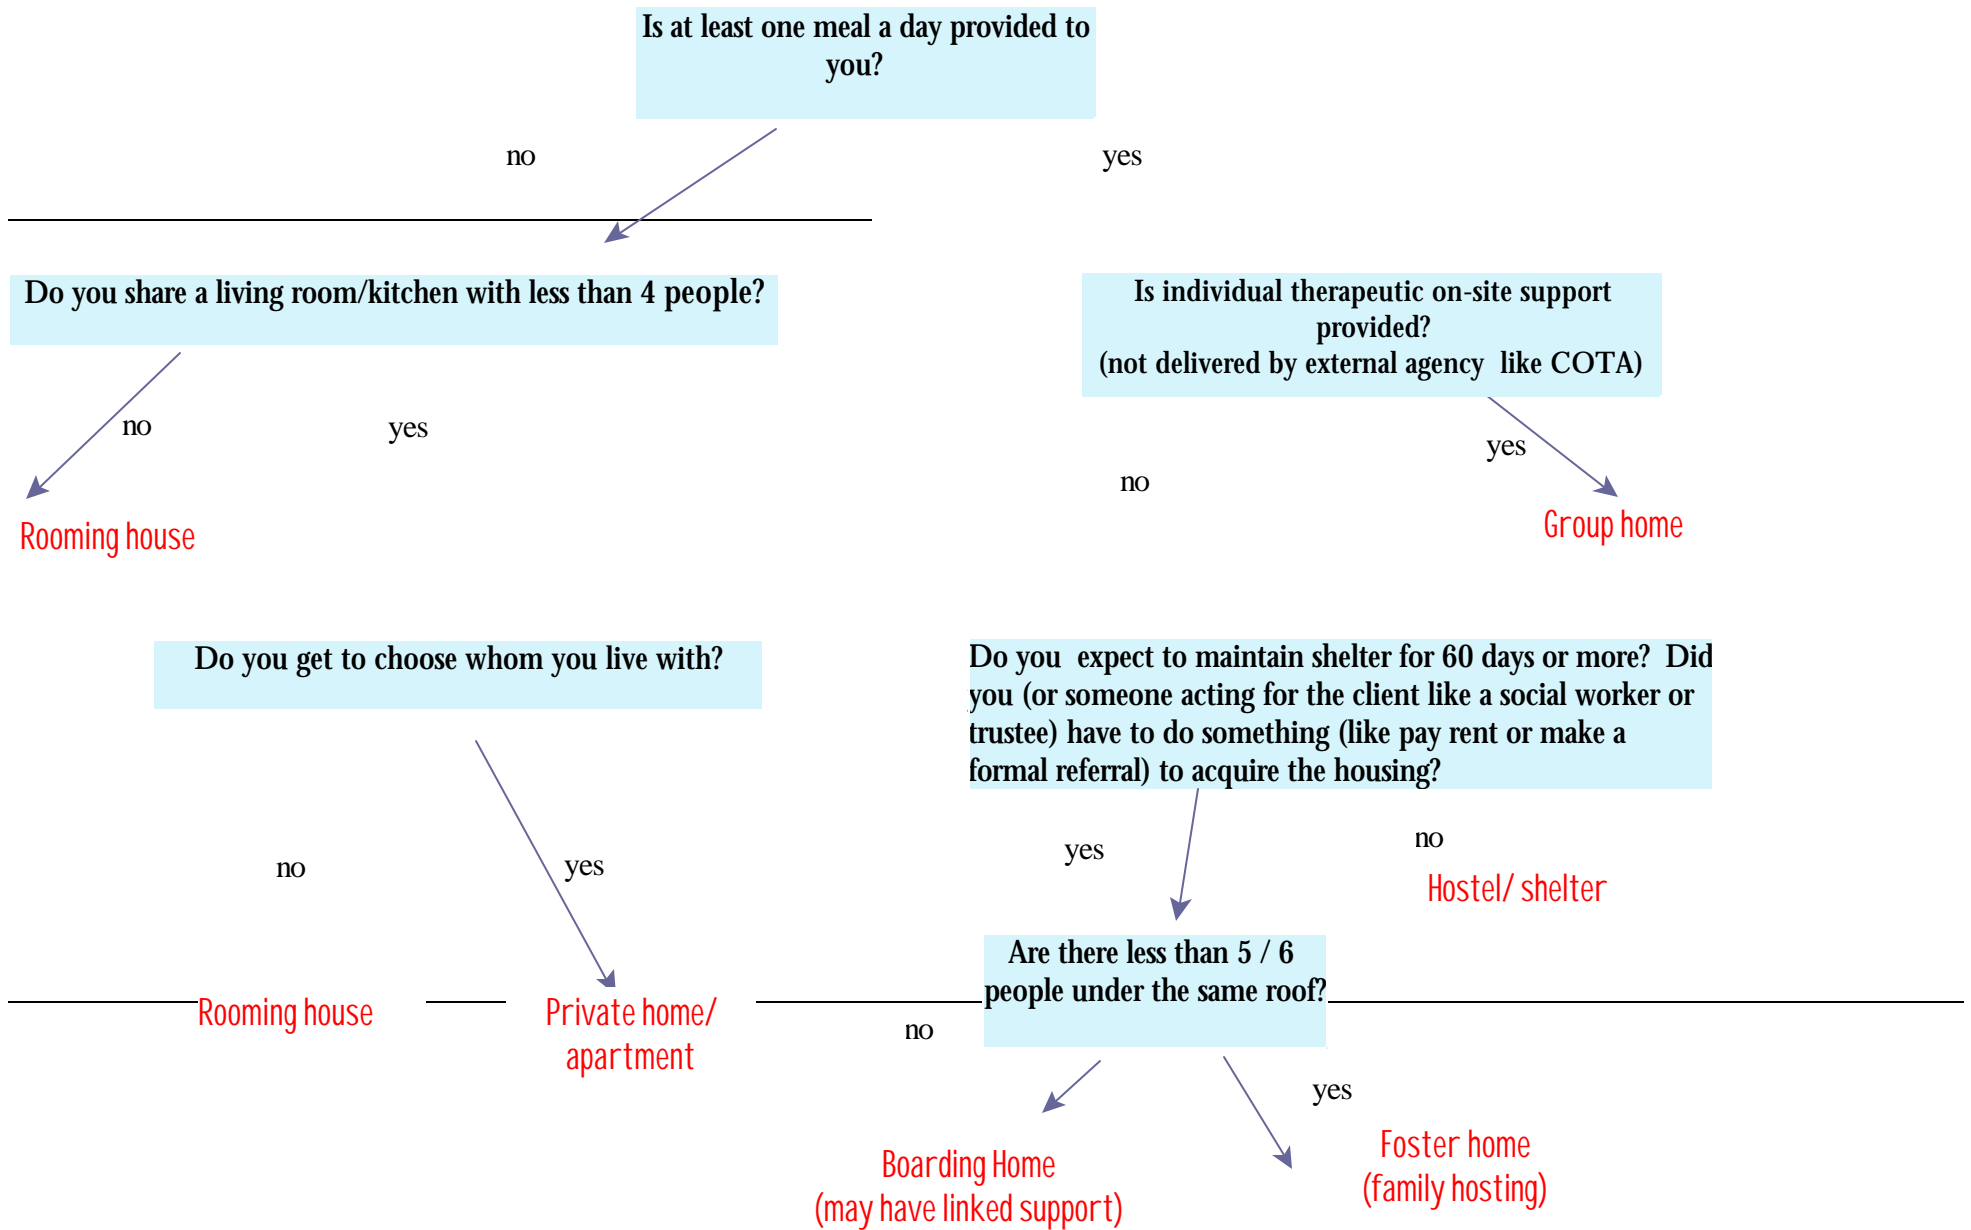 Is at least one meal a day provided to
you?
no
yes
Do you share a living room/kitchen with less than 4 people?
Is individual therapeutic on-site support
provided?
(not delivered by external agency like COTA)
no
yes
yes
no
Rooming house
Group home
Do you get to choose whom you live with?
Do you expect to maintain shelter for 60 days or more? Did
you (or someone acting for the client like a social worker or
trustee) have to do something (like pay rent or make a
formal referral) to acquire the housing?
no
yes
yes
no
Hostel/ shelter
Are there less than 5 / 6
people under the same roof?
Rooming house
Private home/
apartment
no
yes
Boarding Home
(may have linked support)
Foster home
(family hosting)